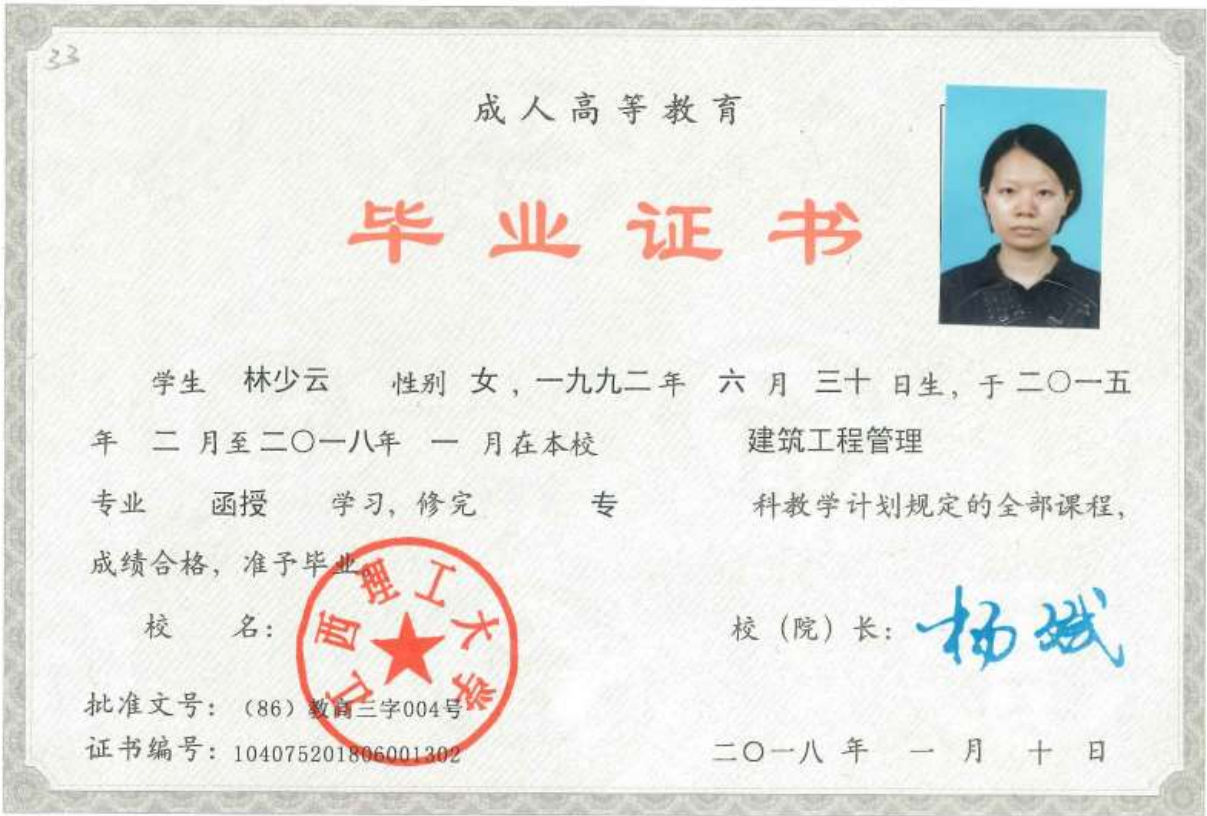 33
成人高等教育
毕业证书
学生 林少云 性别 女，一九九二年 六 月 三十 日生，于 二〇一五
年 二 月至二〇一八年 一 月在本校 建筑工程管理
专业 函授 学习，修完 专 科教学计划规定的全部课程，
成绩合格，准予毕业。
校 名： 江西理工大学 校（院）长： 杨斌
批准文号：（86）教高三字004号
证书编号：104075201806001302
二〇一八 年 一 月 十 日